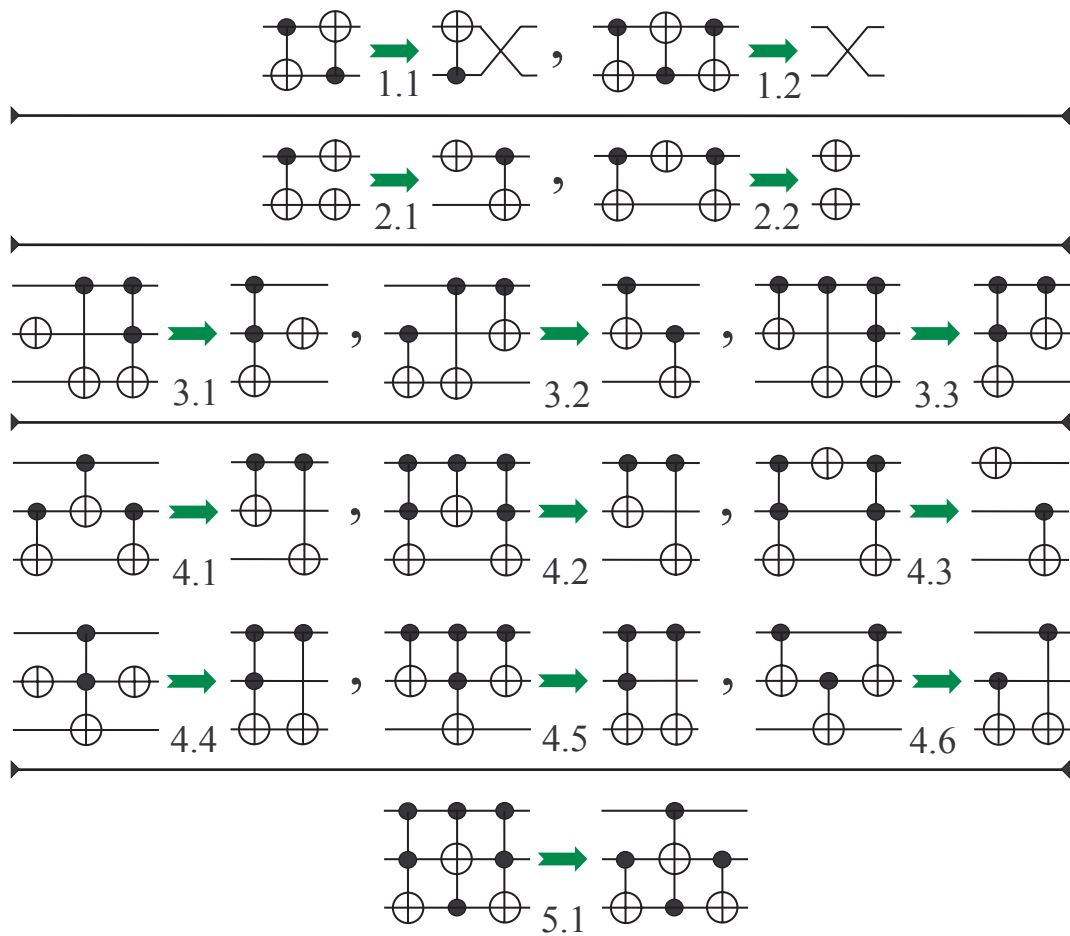 1.1 , 1.2
2.1 , 2.2
3.1 , 3.2 , 3.3
4.1 , 4.2 , 4.3
4.4 , 4.5 , 4.6
5.1